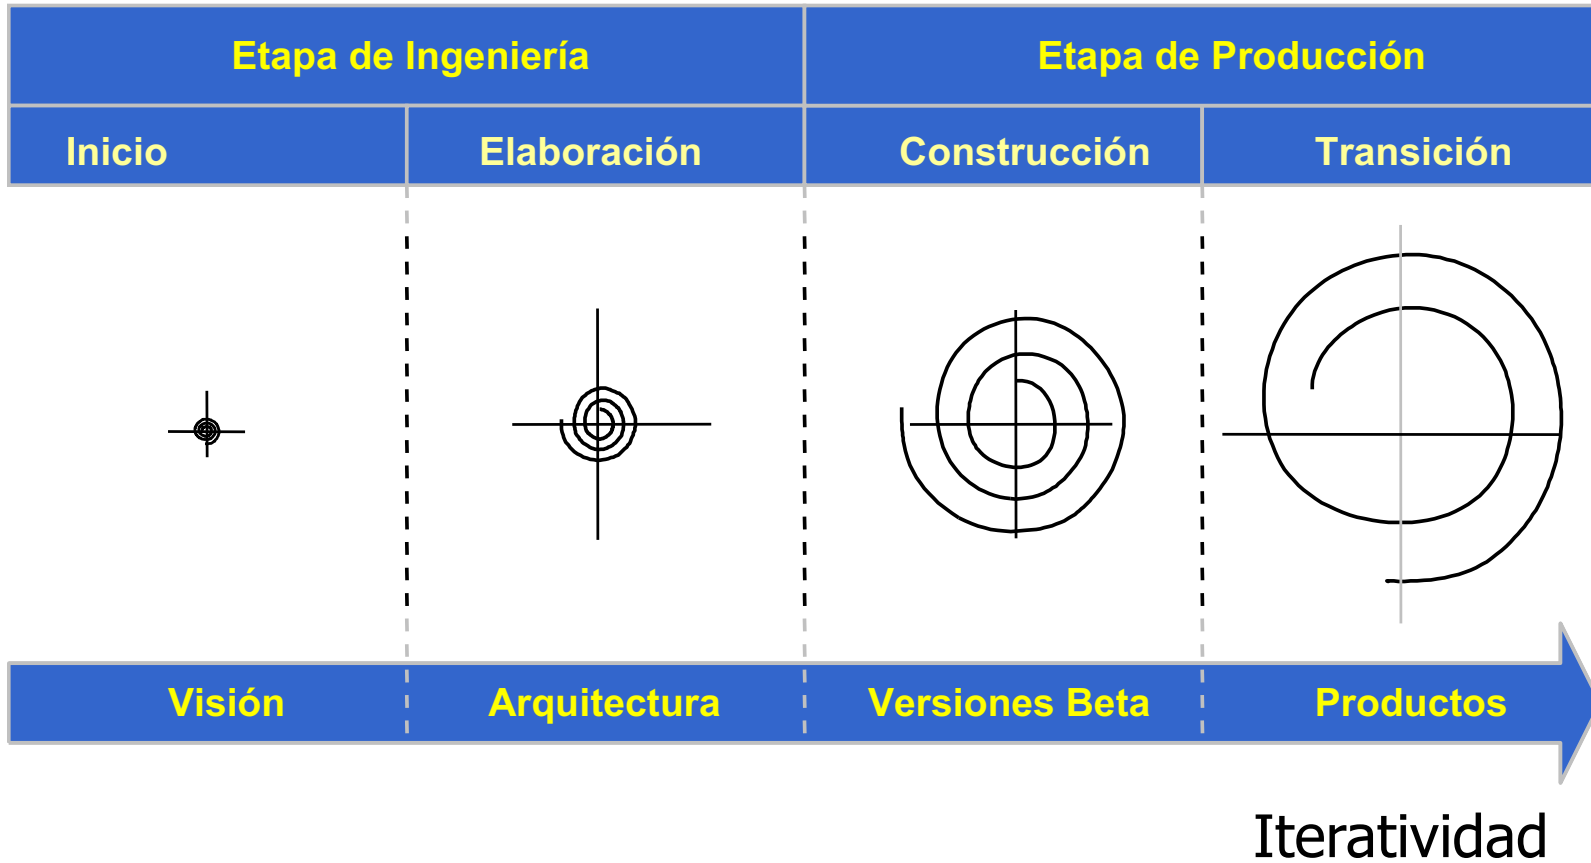 Etapa de Ingeniería
Etapa de Producción
Inicio
Elaboración
Construcción
Transición
Visión
Arquitectura
Versiones Beta
Productos
Iteratividad